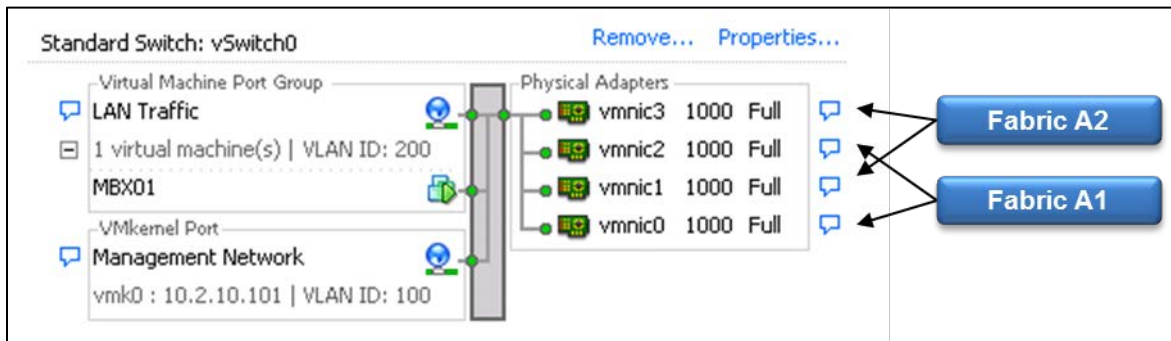 Standard Switch: vSwitch0 Remove... Properties...
Virtual Machine Port Group
LAN Traffic
1 virtual machine(s) | VLAN ID: 200
MBX01
VMkernel Port
Management Network
vmk0 : 10.2.10.101 | VLAN ID: 100
Physical Adapters
vmnic3 1000 Full
vmnic2 1000 Full
vmnic1 1000 Full
vmnic0 1000 Full
Fabric A2
Fabric A1